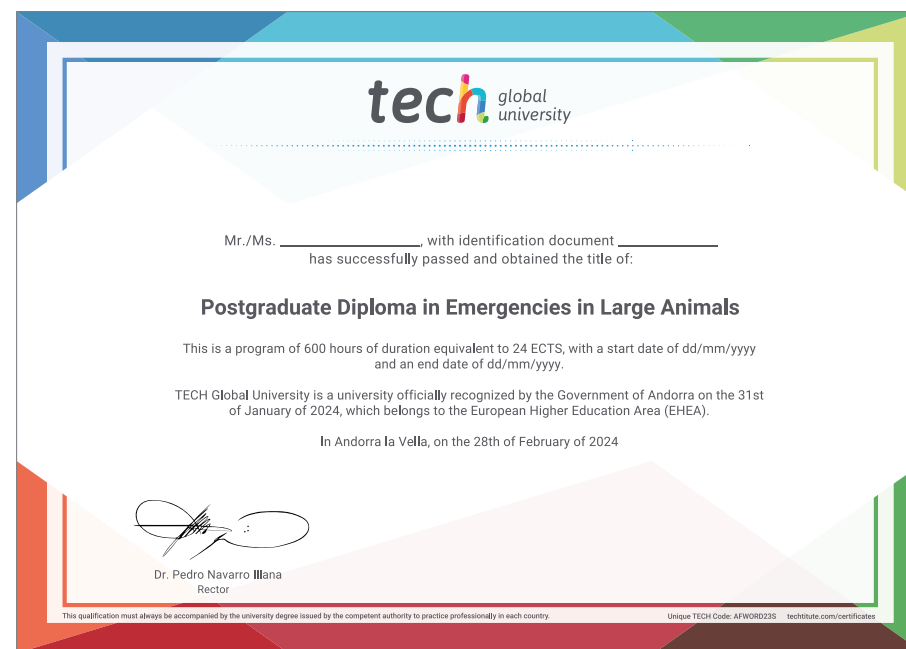 tech global
university
Mr./Ms. ____________, with identification document ____________
has successfully passed and obtained the title of:
Postgraduate Diploma in Emergencies in Large Animals
This is a program of 600 hours of duration equivalent to 24 ECTS, with a start date of dd/mm/yyyy
and an end date of dd/mm/yyyy.
TECH Global University is a university officially recognized by the Government of Andorra on the 31st
of January of 2024, which belongs to the European Higher Education Area (EHEA).
In Andorra la Vella, on the 28th of February of 2024
Dr. Pedro Navarro Illana
Rector
This qualification must always be accompanied by the university degree issued by the competent authority to practice professionally in each country.
Unique TECH Code: AFWORD23S techtitute.com/certificates